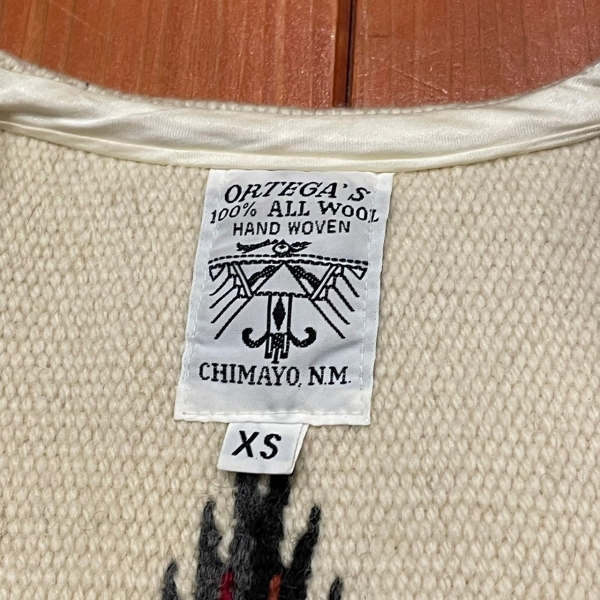 ORTEGA'S
100% ALL WOOL
HAND WOVEN
CHIMAYO, N.M.
XS